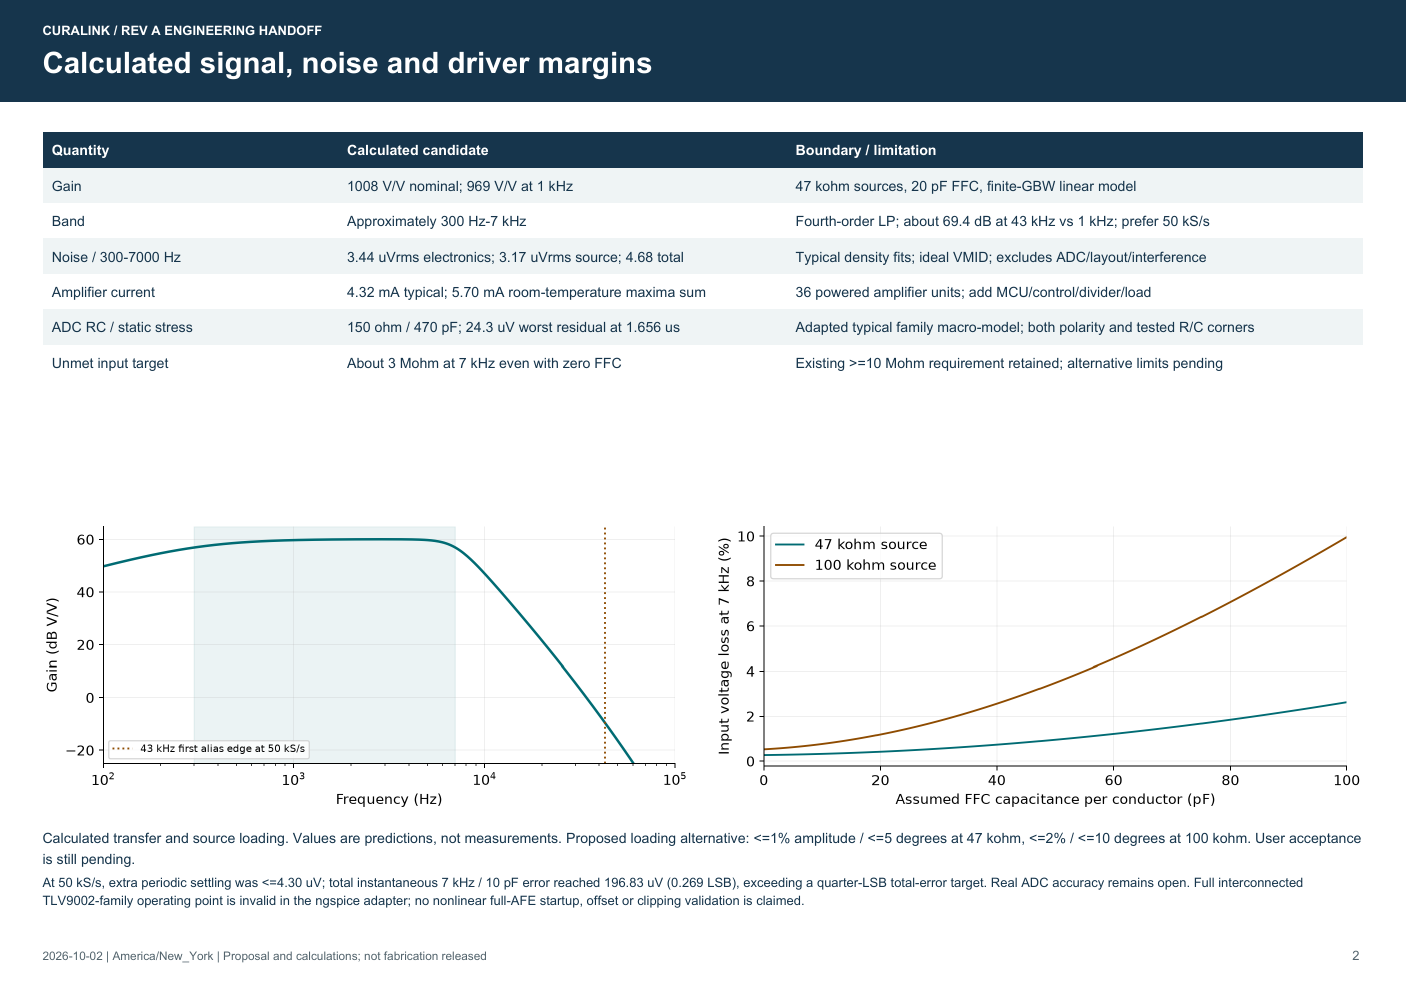 CURALINK / REV A ENGINEERING HANDOFF
Calculated signal, noise and driver margins
Quantity Calculated candidate Boundary / limitation
Gain 1008 V/V nominal; 969 V/V at 1 kHz 47 kohm sources, 20 pF FFC, finite-GBW linear model
Band Approximately 300 Hz-7 kHz Fourth-order LP; about 69.4 dB at 43 kHz vs 1 kHz; prefer 50 kS/s
Noise / 300-7000 Hz 3.44 uVrms electronics; 3.17 uVrms source; 4.68 total Typical density fits; ideal VMID; excludes ADC/layout/interference
Amplifier current 4.32 mA typical; 5.70 mA room-temperature maxima sum 36 powered amplifier units; add MCU/control/divider/load
ADC RC / static stress 150 ohm / 470 pF; 24.3 uV worst residual at 1.656 us Adapted typical family macro-model; both polarity and tested R/C corners
Unmet input target About 3 Mohm at 7 kHz even with zero FFC Existing >=10 Mohm requirement retained; alternative limits pending
Gain (dB V/V)
60
40
20
0
−20
43 kHz first alias edge at 50 kS/s
10² 10³ 10⁴ 10⁵
Frequency (Hz)
Input voltage loss at 7 kHz (%)
10
8
6
4
2
0
47 kohm source
100 kohm source
0 20 40 60 80 100
Assumed FFC capacitance per conductor (pF)
Calculated transfer and source loading. Values are predictions, not measurements. Proposed loading alternative: <=1% amplitude / <=5 degrees at 47 kohm, <=2% / <=10 degrees at 100 kohm. User acceptance
is still pending.
At 50 kS/s, extra periodic settling was <=4.30 uV; total instantaneous 7 kHz / 10 pF error reached 196.83 uV (0.269 LSB), exceeding a quarter-LSB total-error target. Real ADC accuracy remains open. Full interconnected
TLV9002-family operating point is invalid in the ngspice adapter; no nonlinear full-AFE startup, offset or clipping validation is claimed.
2026-10-02 | America/New_York | Proposal and calculations; not fabrication released 2